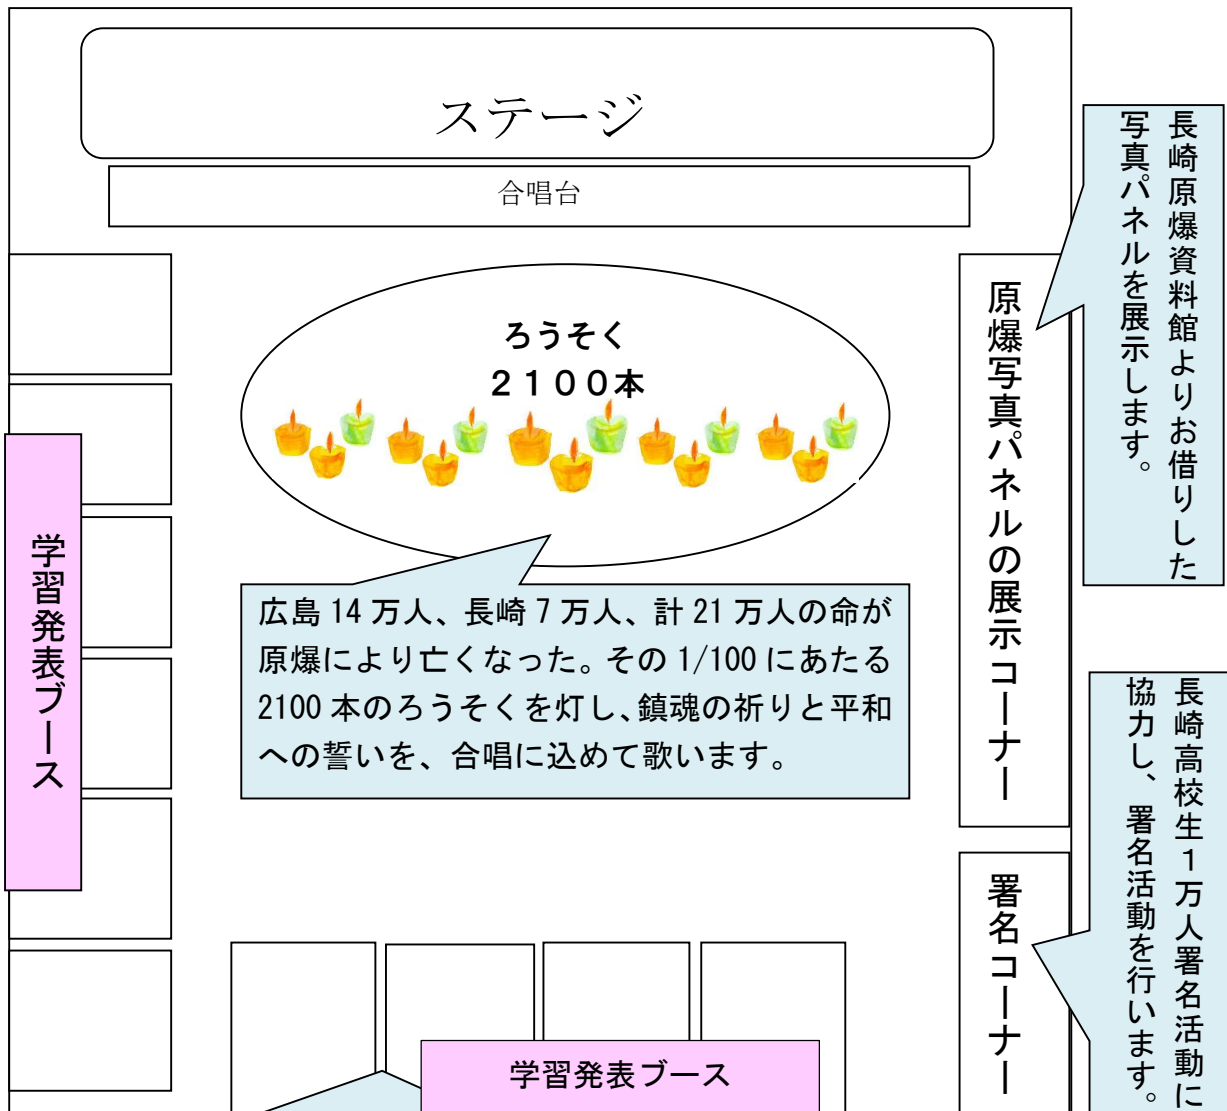 ステージ
合唱台
ろうそく
２１００本
広島 14 万人、長崎 7 万人、計 21 万人の命が
原爆により亡くなった。その 1/100 にあたる
2100 本のろうそくを灯し、鎮魂の祈りと平和
への誓いを、合唱に込めて歌います。
学習発表ブース
原爆写真パネルの展示コーナー
長崎原爆資料館よりお借りした
写真パネルを展示します。
署名コーナー
長崎高校生１万人署名活動に
協力し、署名活動を行います。
学習発表ブース